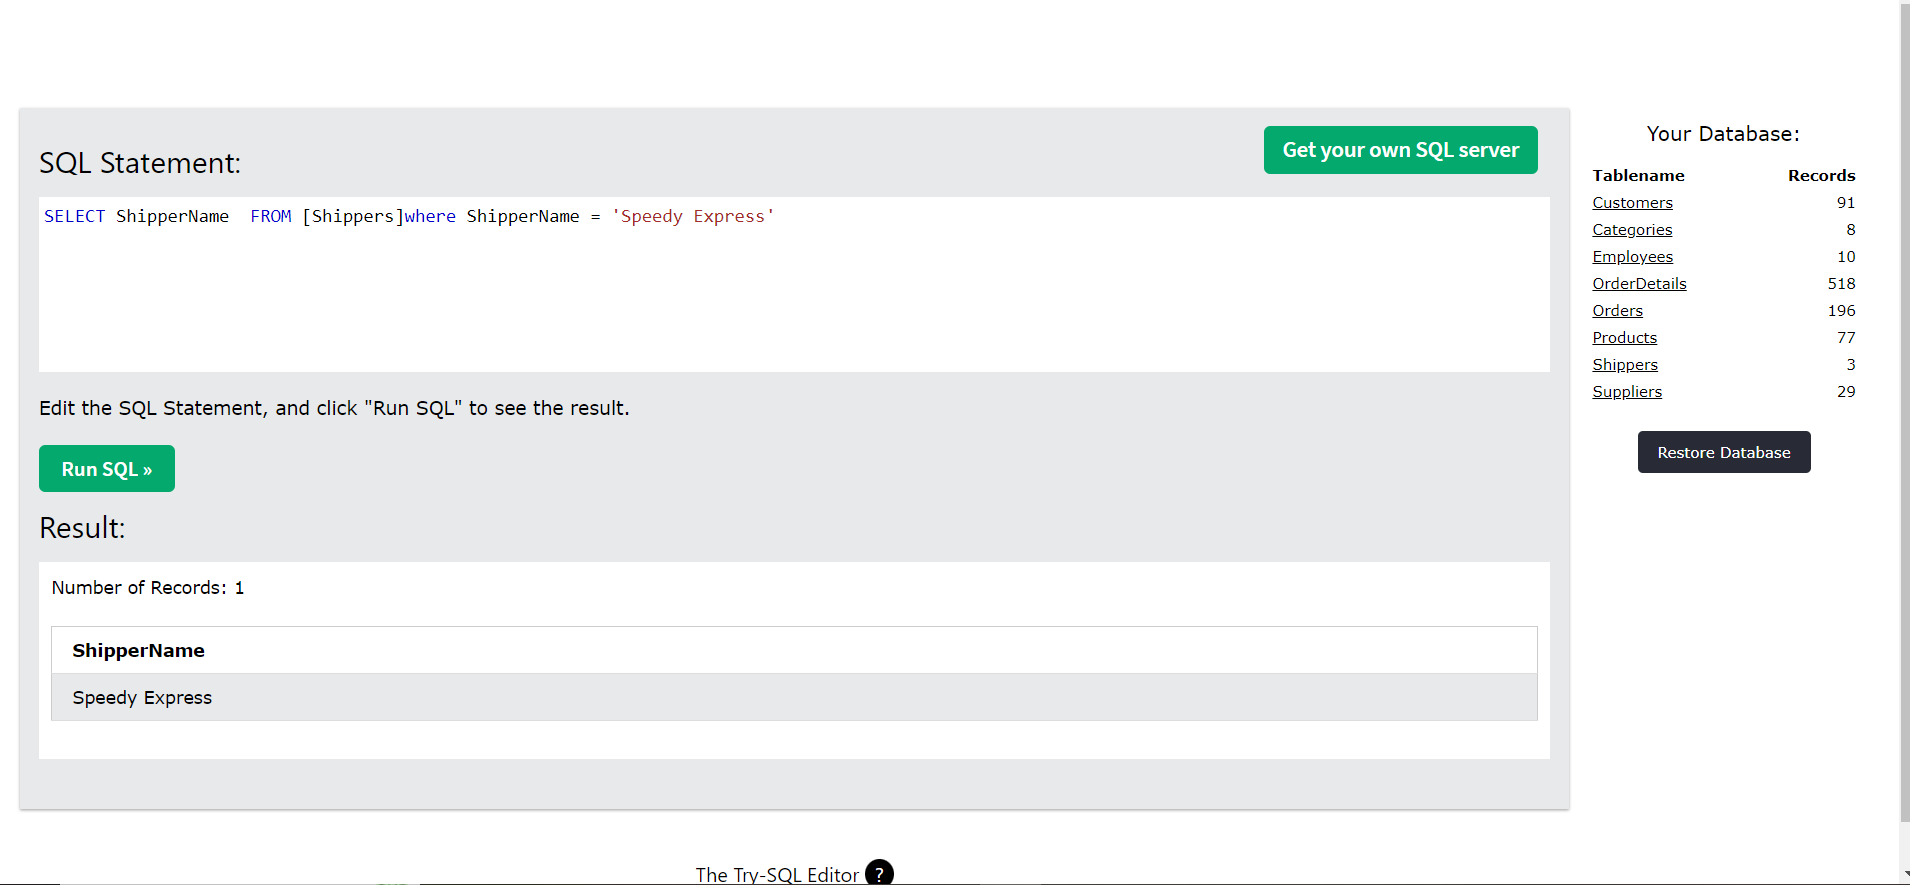 SQL Statement:
Get your own SQL server
SELECT ShipperName  FROM [Shippers]where ShipperName = 'Speedy Express'
Edit the SQL Statement, and click "Run SQL" to see the result.
Run SQL »
Result:
Number of Records: 1
ShipperName
Speedy Express
The Try-SQL Editor ?
Your Database:
Tablename Records
Customers 91
Categories 8
Employees 10
OrderDetails 518
Orders 196
Products 77
Shippers 3
Suppliers 29
Restore Database